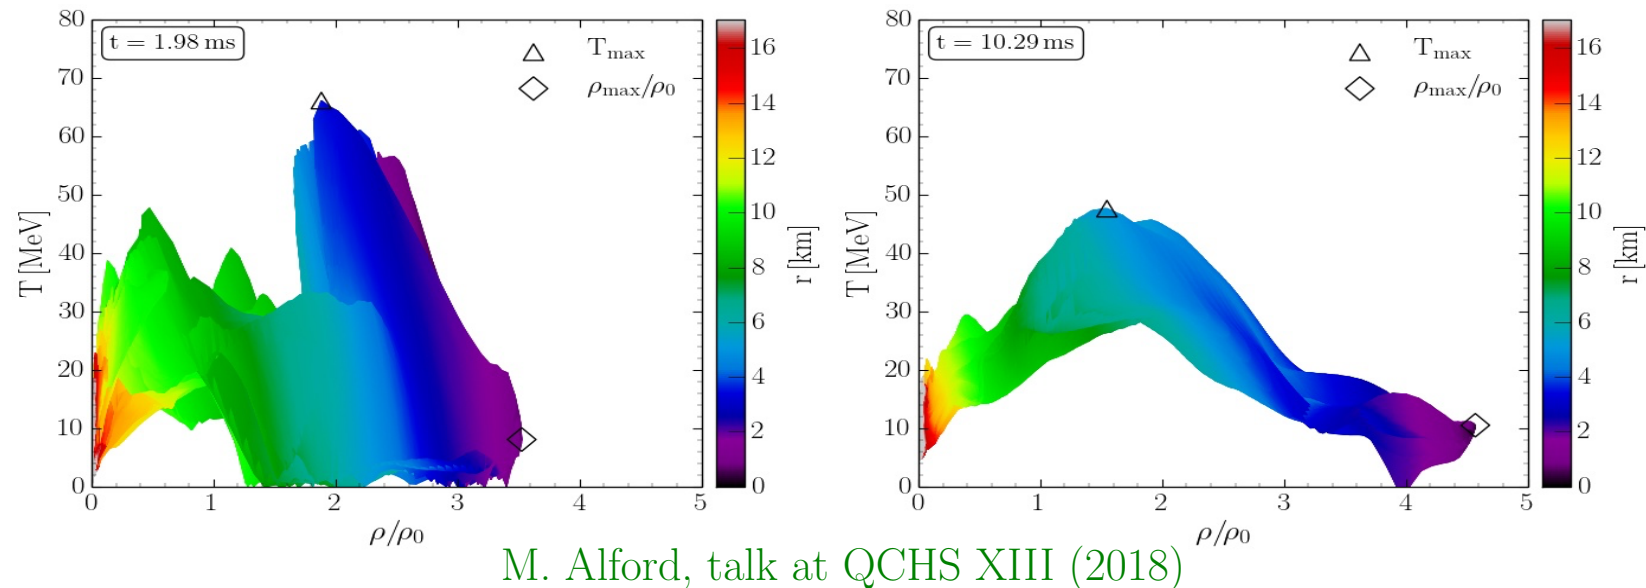 t = 1.98 ms
T_max
ρ_max/ρ_0
80
70
60
50
40
30
20
10
0
T [MeV]
0 1 2 3 4 5
ρ/ρ_0
16
14
12
10
8
6
4
2
0
r [km]
t = 10.29 ms
T_max
ρ_max/ρ_0
80
70
60
50
40
30
20
10
0
T [MeV]
0 1 2 3 4 5
ρ/ρ_0
16
14
12
10
8
6
4
2
0
r [km]
M. Alford, talk at QCHS XIII (2018)